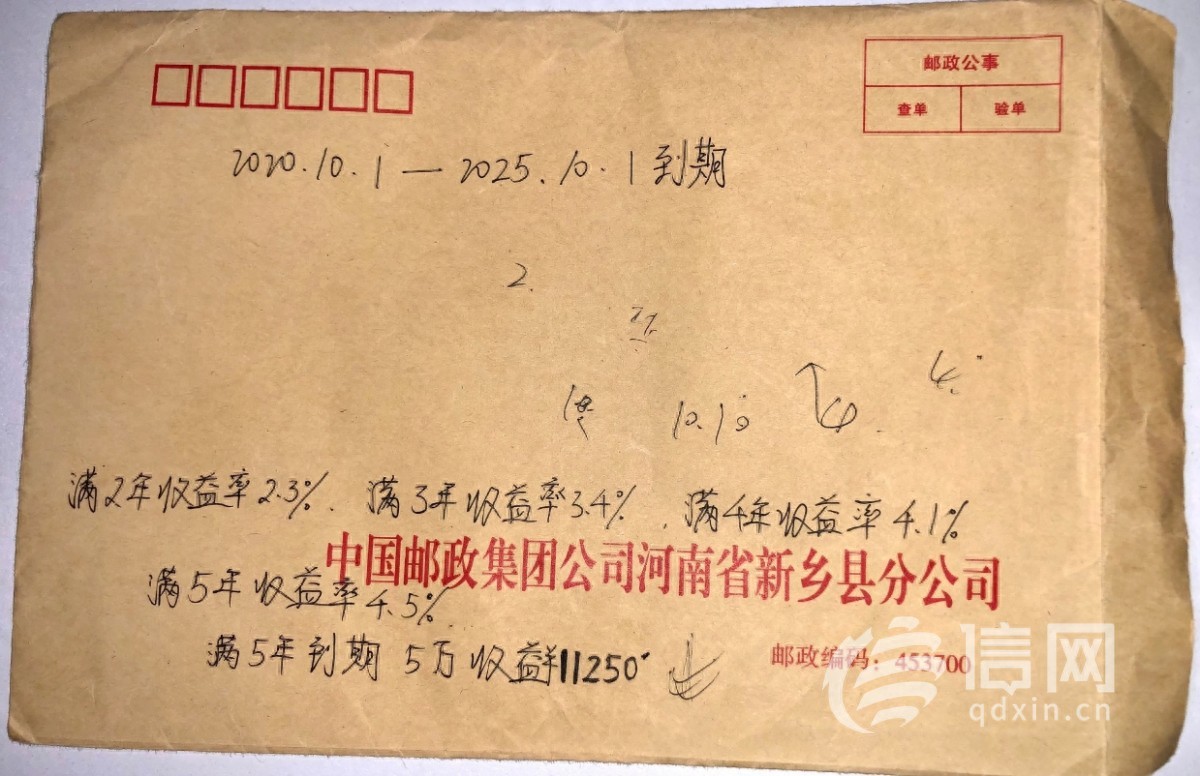 邮政公事
查单 验单
2020.10.1—2025.10.1到期
2.
10.10
4.
满2年收益率2.3%. 满3年收益率3.4%. 满4年收益率4.1%
中国邮政集团公司河南省新乡县分公司
满5年收益率4.5%
满5年到期 5万收益11250
邮政编码：453700
信网
qdxin.cn